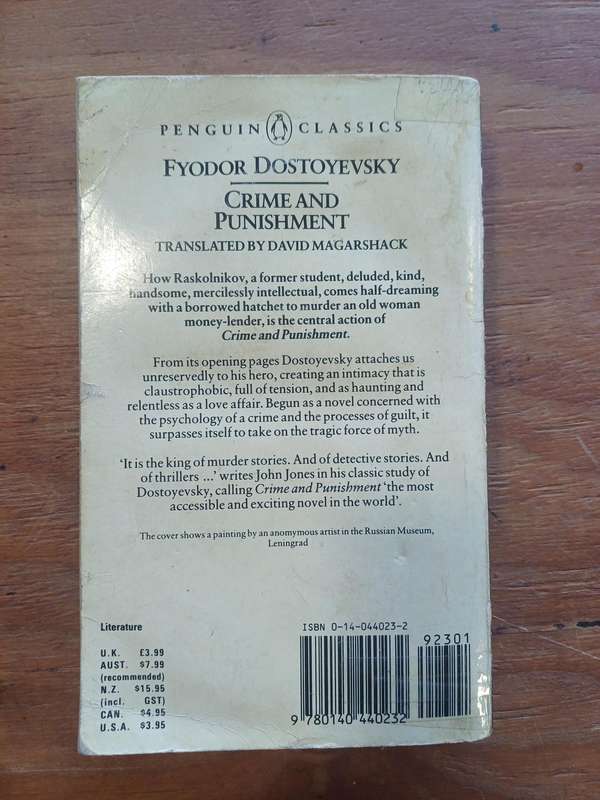 PENGUIN CLASSICS
FYODOR DOSTOYEVSKY
CRIME AND
PUNISHMENT
TRANSLATED BY DAVID MAGARSHACK
How Raskolnikov, a former student, deluded, kind,
handsome, mercilessly intellectual, comes half-dreaming
with a borrowed hatchet to murder an old woman
money-lender, is the central action of
Crime and Punishment.
From its opening pages Dostoyevsky attaches us
unreservedly to his hero, creating an intimacy that is
claustrophobic, full of tension, and as haunting and
relentless as a love affair. Begun as a novel concerned with
the psychology of a crime and the processes of guilt, it
surpasses itself to take on the tragic force of myth.
‘It is the king of murder stories. And of detective stories. And
of thrillers ...’ writes John Jones in his classic study of
Dostoyevsky, calling Crime and Punishment ‘the most
accessible and exciting novel in the world’.
The cover shows a painting by an anomymous artist in the Russian Museum,
Leningrad
Literature
U.K. £3.99
AUST. $7.99
(recommended)
N.Z. $15.95
(incl. GST)
CAN. $4.95
U.S.A. $3.95
ISBN 0-14-044023-2
92301
9 780140 440232